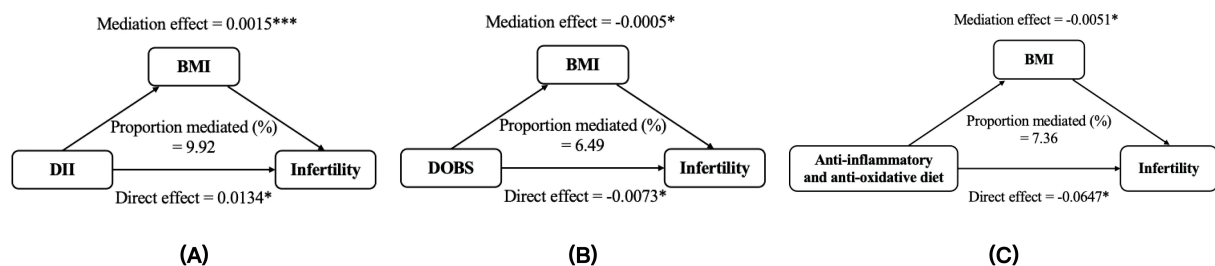 Mediation effect = 0.0015***
BMI
Proportion mediated (%)
= 9.92
DII
Infertility
Direct effect = 0.0134*
(A)
Mediation effect = -0.0005*
BMI
Proportion mediated (%)
= 6.49
DOBS
Infertility
Direct effect = -0.0073*
(B)
Mediation effect = -0.0051*
BMI
Proportion mediated (%)
= 7.36
Anti-inflammatory
and anti-oxidative diet
Infertility
Direct effect = -0.0647*
(C)